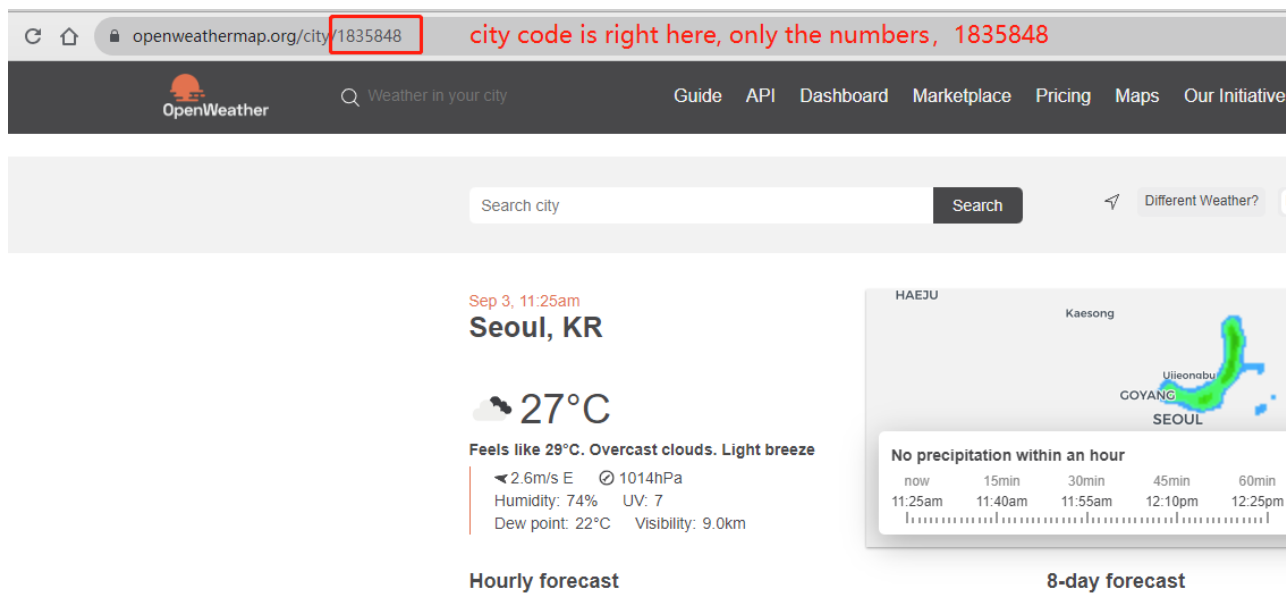 openweathermap.org/city/1835848
city code is right here, only the numbers, 1835848
OpenWeather
Weather in your city
Guide API Dashboard Marketplace Pricing Maps Our Initiative
Search city
Search
Different Weather?
Sep 3, 11:25am
Seoul, KR
27°C
Feels like 29°C. Overcast clouds. Light breeze
2.6m/s E 1014hPa
Humidity: 74% UV: 7
Dew point: 22°C Visibility: 9.0km
HAEJU
Kaesong
Uijeongbu
GOYANG
SEOUL
No precipitation within an hour
now 15min 30min 45min 60min
11:25am 11:40am 11:55am 12:10pm 12:25pm
Hourly forecast
8-day forecast